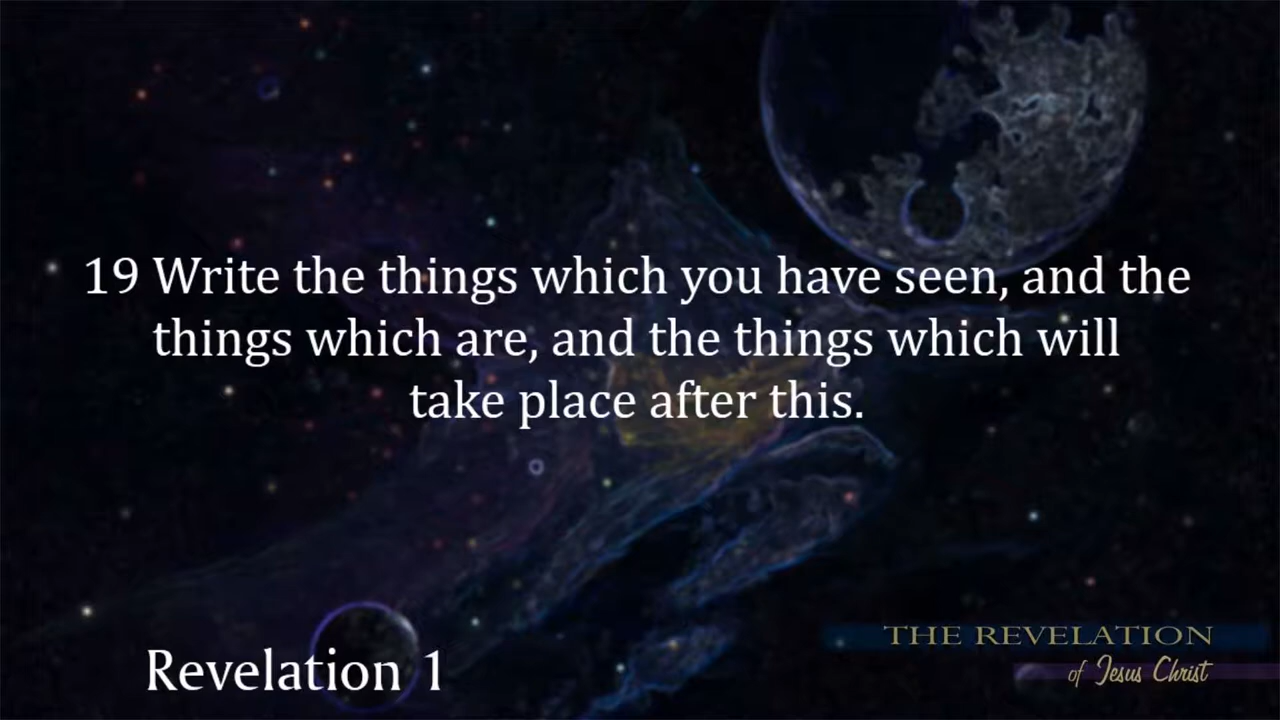 19 Write the things which you have seen, and the
things which are, and the things which will
take place after this.
Revelation 1
THE REVELATION
of Jesus Christ